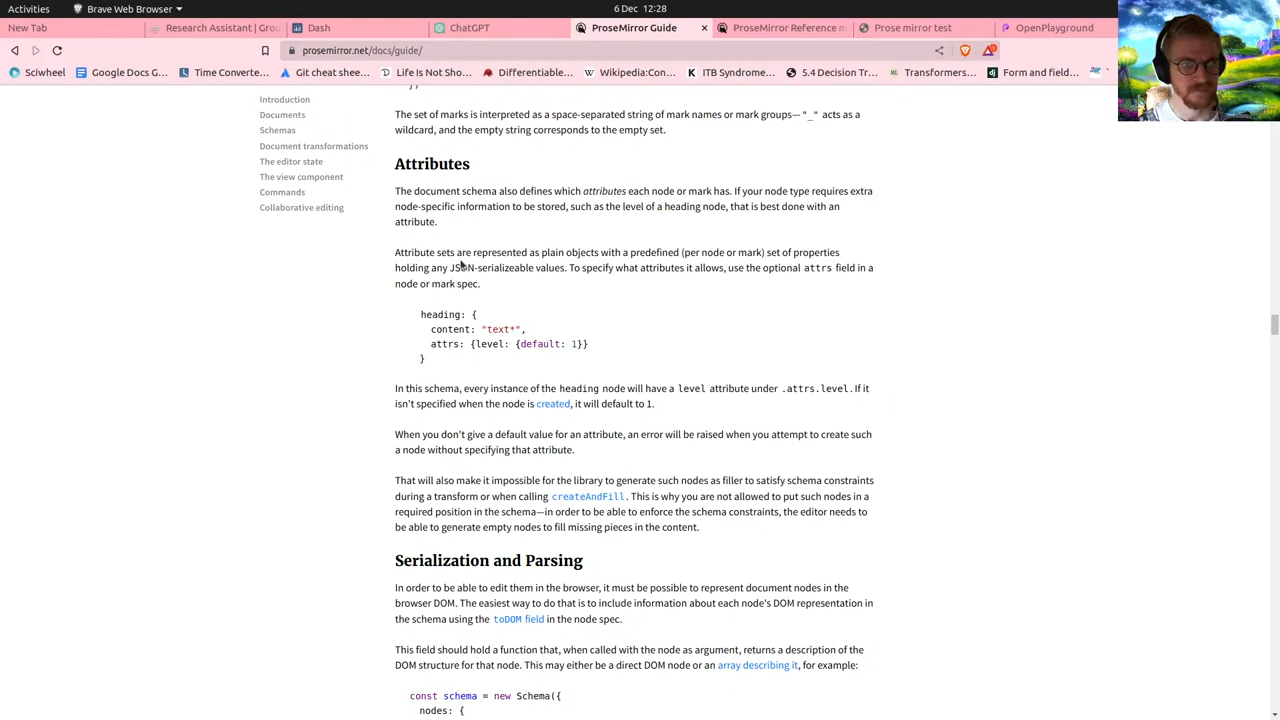 Activities
Brave Web Browser
6 Dec 12:28
New Tab
Research Assistant | Group
Dash
ChatGPT
ProseMirror Guide
ProseMirror Reference m
Prose mirror test
OpenPlayground
prosemirror.net/docs/guide/
Sciwheel
Google Docs G...
Time Converte...
Git cheat shee...
Life Is Not Sho...
Differentiable...
Wikipedia:Con...
ITB Syndrome...
5.4 Decision Tr...
Transformers...
Form and field...
Introduction
Documents
Schemas
Document transformations
The editor state
The view component
Commands
Collaborative editing
})
The set of marks is interpreted as a space-separated string of mark names or mark groups—"_" acts as a
wildcard, and the empty string corresponds to the empty set.
Attributes
The document schema also defines which attributes each node or mark has. If your node type requires extra
node-specific information to be stored, such as the level of a heading node, that is best done with an
attribute.
Attribute sets are represented as plain objects with a predefined (per node or mark) set of properties
holding any JSON-serializeable values. To specify what attributes it allows, use the optional attrs field in a
node or mark spec.
heading: {
content: "text*",
attrs: {level: {default: 1}}
}
In this schema, every instance of the heading node will have a level attribute under .attrs.level. If it
isn't specified when the node is created, it will default to 1.
When you don't give a default value for an attribute, an error will be raised when you attempt to create such
a node without specifying that attribute.
That will also make it impossible for the library to generate such nodes as filler to satisfy schema constraints
during a transform or when calling createAndFill. This is why you are not allowed to put such nodes in a
required position in the schema—in order to be able to enforce the schema constraints, the editor needs to
be able to generate empty nodes to fill missing pieces in the content.
Serialization and Parsing
In order to be able to edit them in the browser, it must be possible to represent document nodes in the
browser DOM. The easiest way to do that is to include information about each node's DOM representation
in the schema using the toDOM field in the node spec.
This field should hold a function that, when called with the node as argument, returns a description of the
DOM structure for that node. This may either be a direct DOM node or an array describing it, for example:
const schema = new Schema({
nodes: {